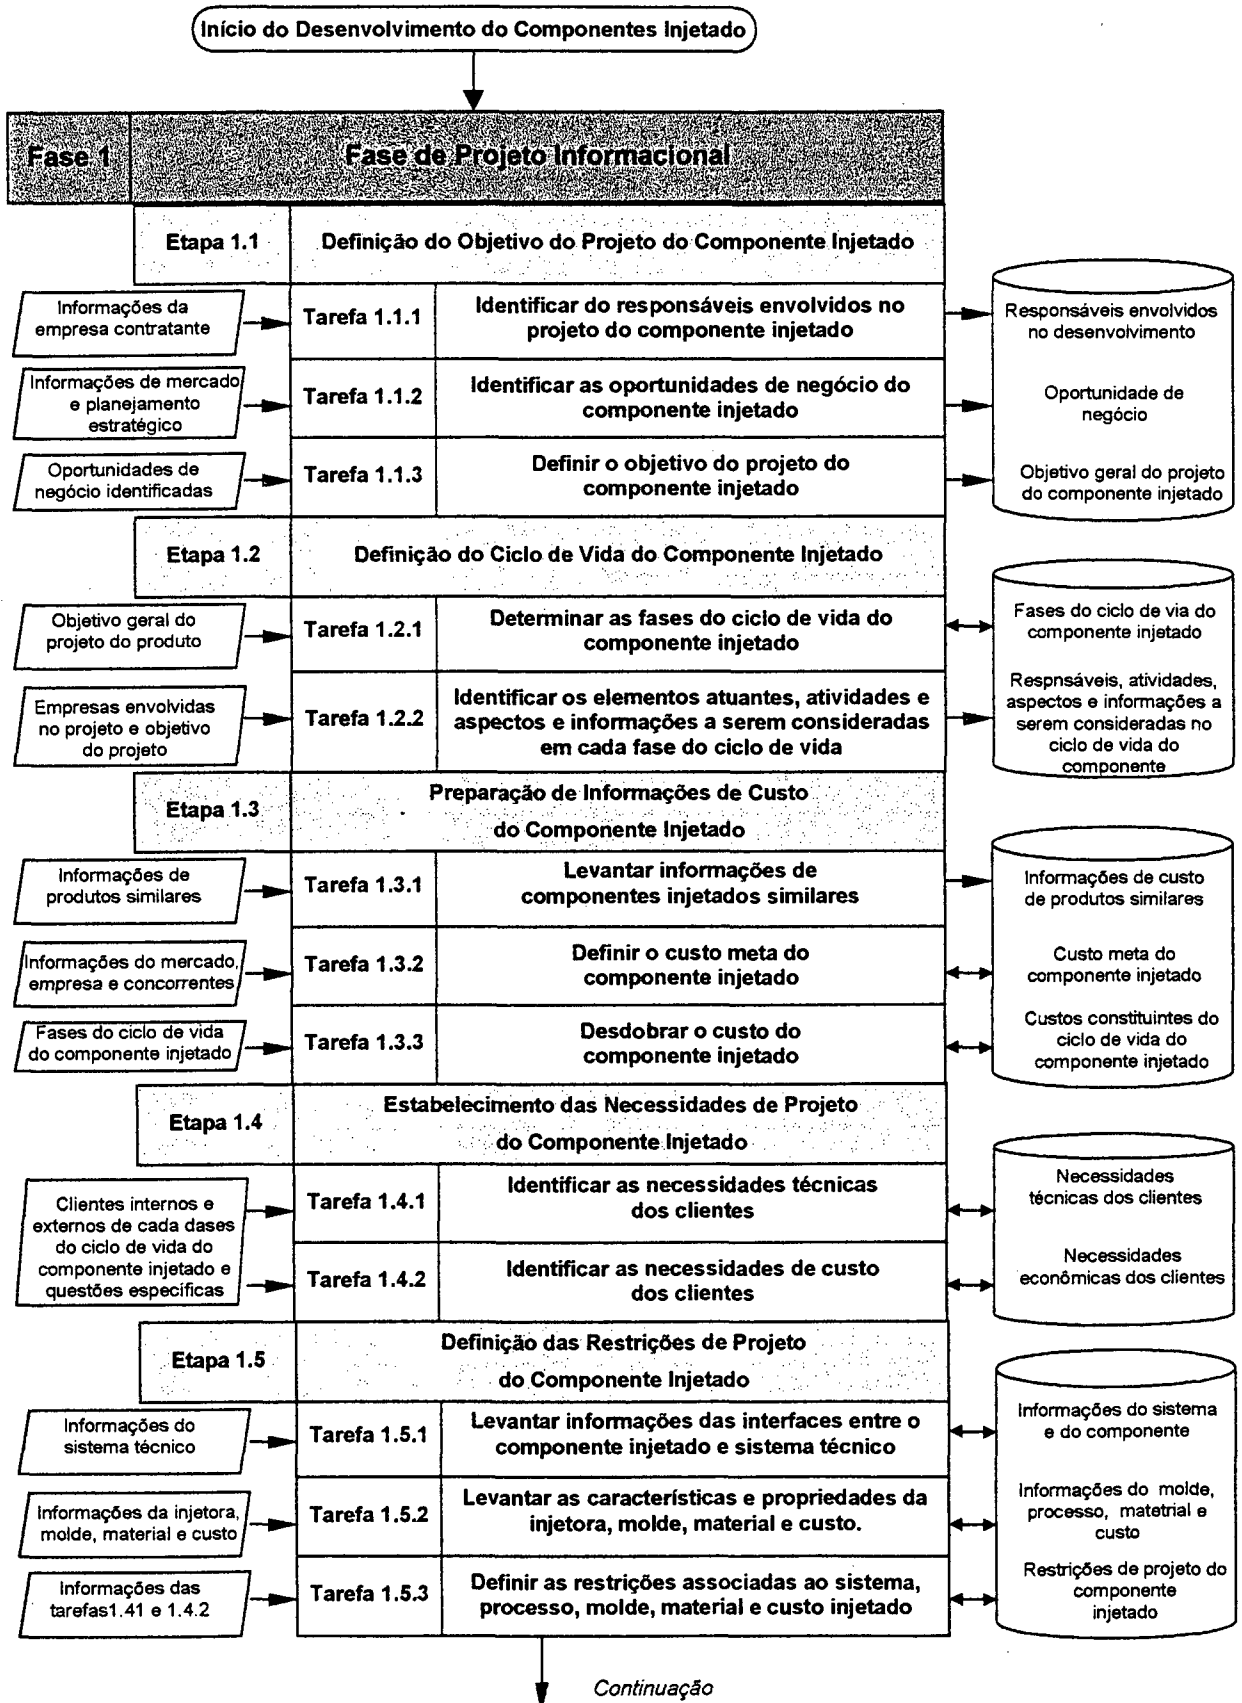 Início do Desenvolvimento do Componentes Injetado
Fase 1
Fase de Projeto Informacional
Etapa 1.1
Definição do Objetivo do Projeto do Componente Injetado
Informações da
empresa contratante
Tarefa 1.1.1
Identificar do responsáveis envolvidos no
projeto do componente injetado
Responsáveis envolvidos
no desenvolvimento
Informações de mercado
e planejamento
estratégico
Tarefa 1.1.2
Identificar as oportunidades de negócio do
componente injetado
Oportunidade de
negócio
Oportunidades de
negócio identificadas
Tarefa 1.1.3
Definir o objetivo do projeto do
componente injetado
Objetivo geral do projeto
do componente injetado
Etapa 1.2
Definição do Ciclo de Vida do Componente Injetado
Objetivo geral do
projeto do produto
Tarefa 1.2.1
Determinar as fases do ciclo de vida do
componente injetado
Fases do ciclo de via do
componente injetado
Empresas envolvidas
no projeto e objetivo
do projeto
Tarefa 1.2.2
Identificar os elementos atuantes, atividades e
aspectos e informações a serem consideradas
em cada fase do ciclo de vida
Respnsáveis, atividades,
aspectos e informações a
serem consideradas no
ciclo de vida do
componente
Etapa 1.3
Preparação de Informações de Custo
do Componente Injetado
Informações de
produtos similares
Tarefa 1.3.1
Levantar informações de
componentes injetados similares
Informações de custo
de produtos similares
Informações do mercado,
empresa e concorrentes
Tarefa 1.3.2
Definir o custo meta do
componente injetado
Custo meta do
componente injetado
Fases do ciclo de vida
do componente injetado
Tarefa 1.3.3
Desdobrar o custo do
componente injetado
Custos constituintes do
ciclo de vida do
componente injetado
Etapa 1.4
Estabelecimento das Necessidades de Projeto
do Componente Injetado
Clientes internos e
externos de cada dases
do ciclo de vida do
componente injetado e
questões específicas
Tarefa 1.4.1
Identificar as necessidades técnicas
dos clientes
Necessidades
técnicas dos clientes
Tarefa 1.4.2
Identificar as necessidades de custo
dos clientes
Necessidades
econômicas dos clientes
Etapa 1.5
Definição das Restrições de Projeto
do Componente Injetado
Informações do
sistema técnico
Tarefa 1.5.1
Levantar informações das interfaces entre o
componente injetado e sistema técnico
Informações do sistema
e do componente
Informações da injetora,
molde, material e custo
Tarefa 1.5.2
Levantar as características e propriedades da
injetora, molde, material e custo.
Informações do molde,
processo, matetrial e
custo
Informações das
tarefas1.41 e 1.4.2
Tarefa 1.5.3
Definir as restrições associadas ao sistema,
processo, molde, material e custo injetado
Restrições de projeto do
componente
injetado
Continuação